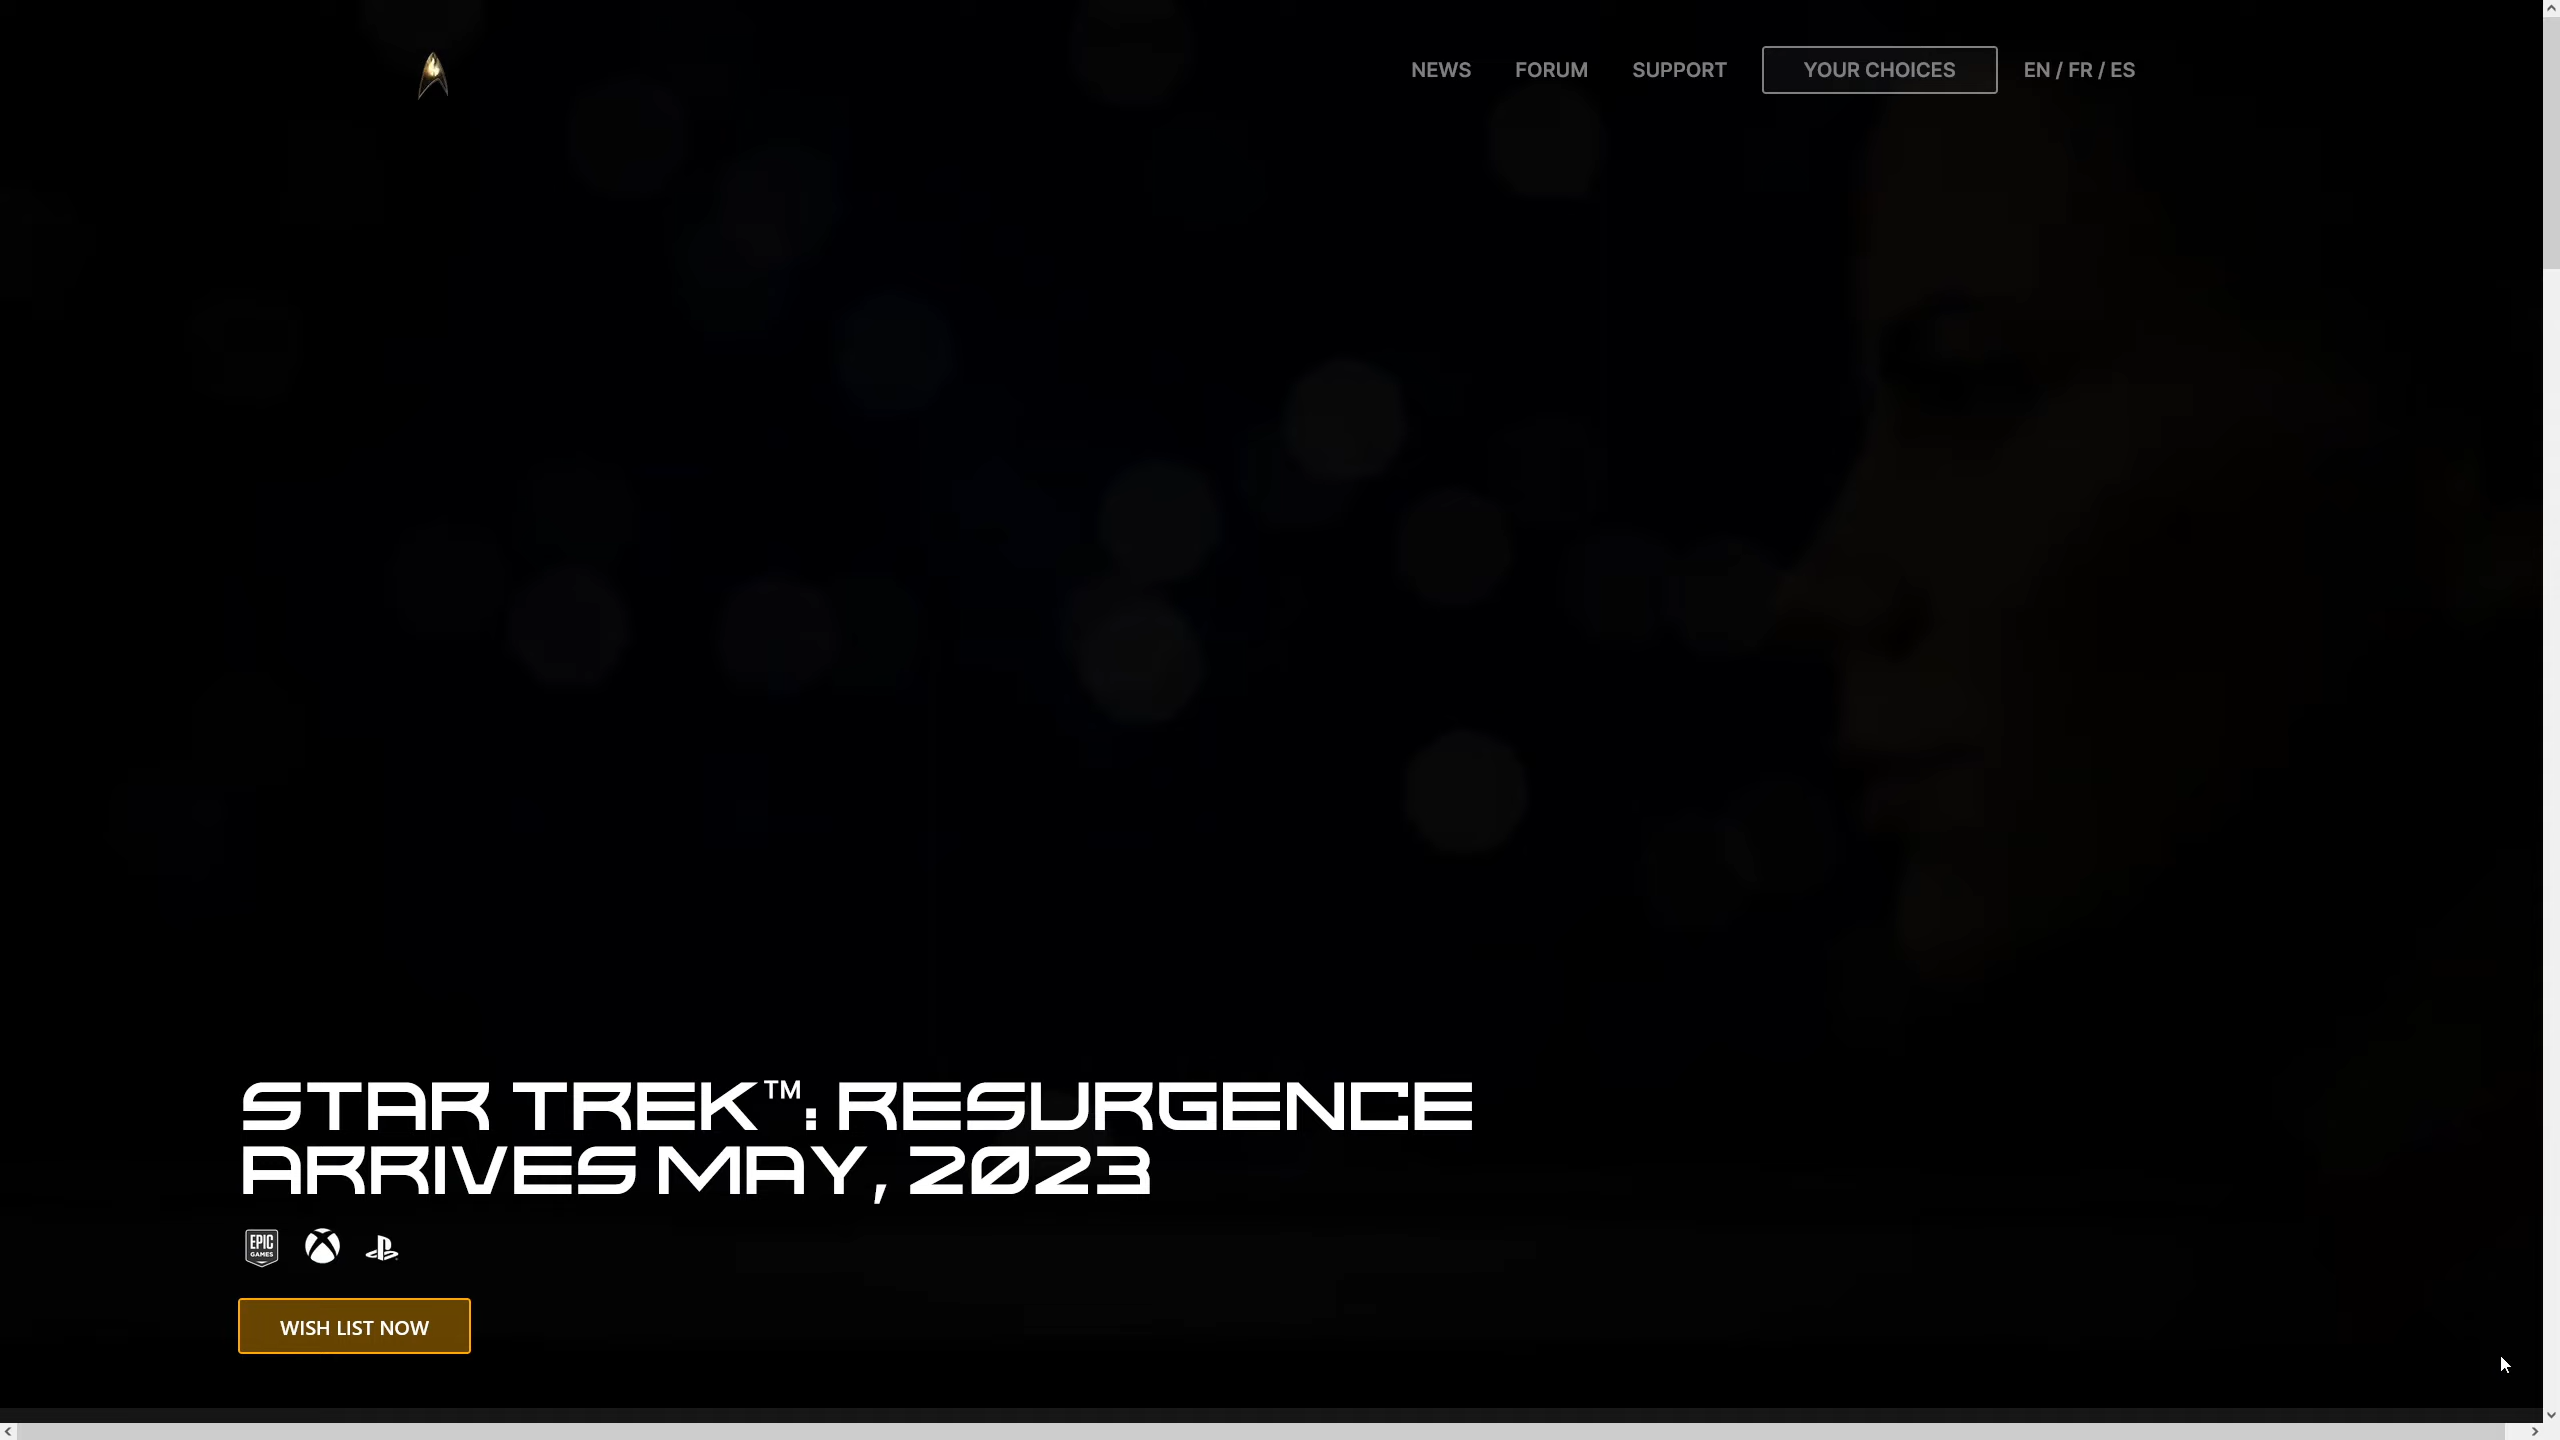 NEWS FORUM SUPPORT YOUR CHOICES EN / FR / ES
STAR TREK™: RESURGENCE
ARRIVES MAY, 2023
EPIC
GAMES
WISH LIST NOW